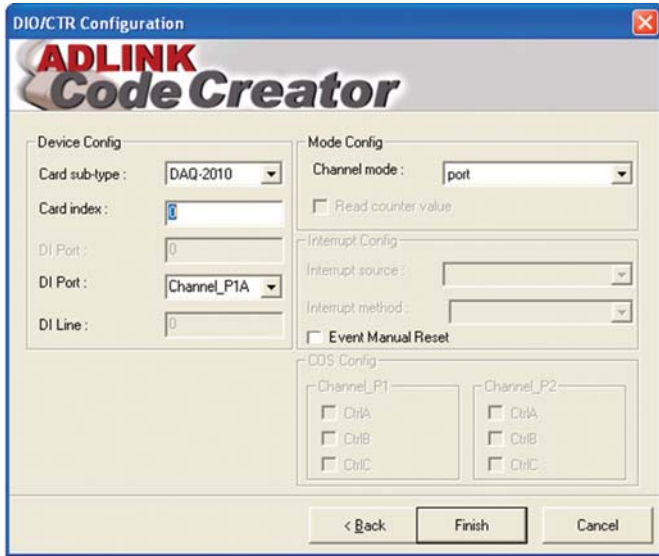 DIO/CTR Configuration
ADLINK
Code Creator
Device Config
Card sub-type : DAQ-2010
Card index : 0
DI Port : 0
DI Port : Channel_P1A
DI Line : 0
Mode Config
Channel mode : port
Read counter value
Interrupt Config
Interrupt source :
Interrupt method :
Event Manual Reset
COS Config
Channel_P1
CtrlA
CtrlB
CtrlC
Channel_P2
CtrlA
CtrlB
CtrlC
< Back
Finish
Cancel